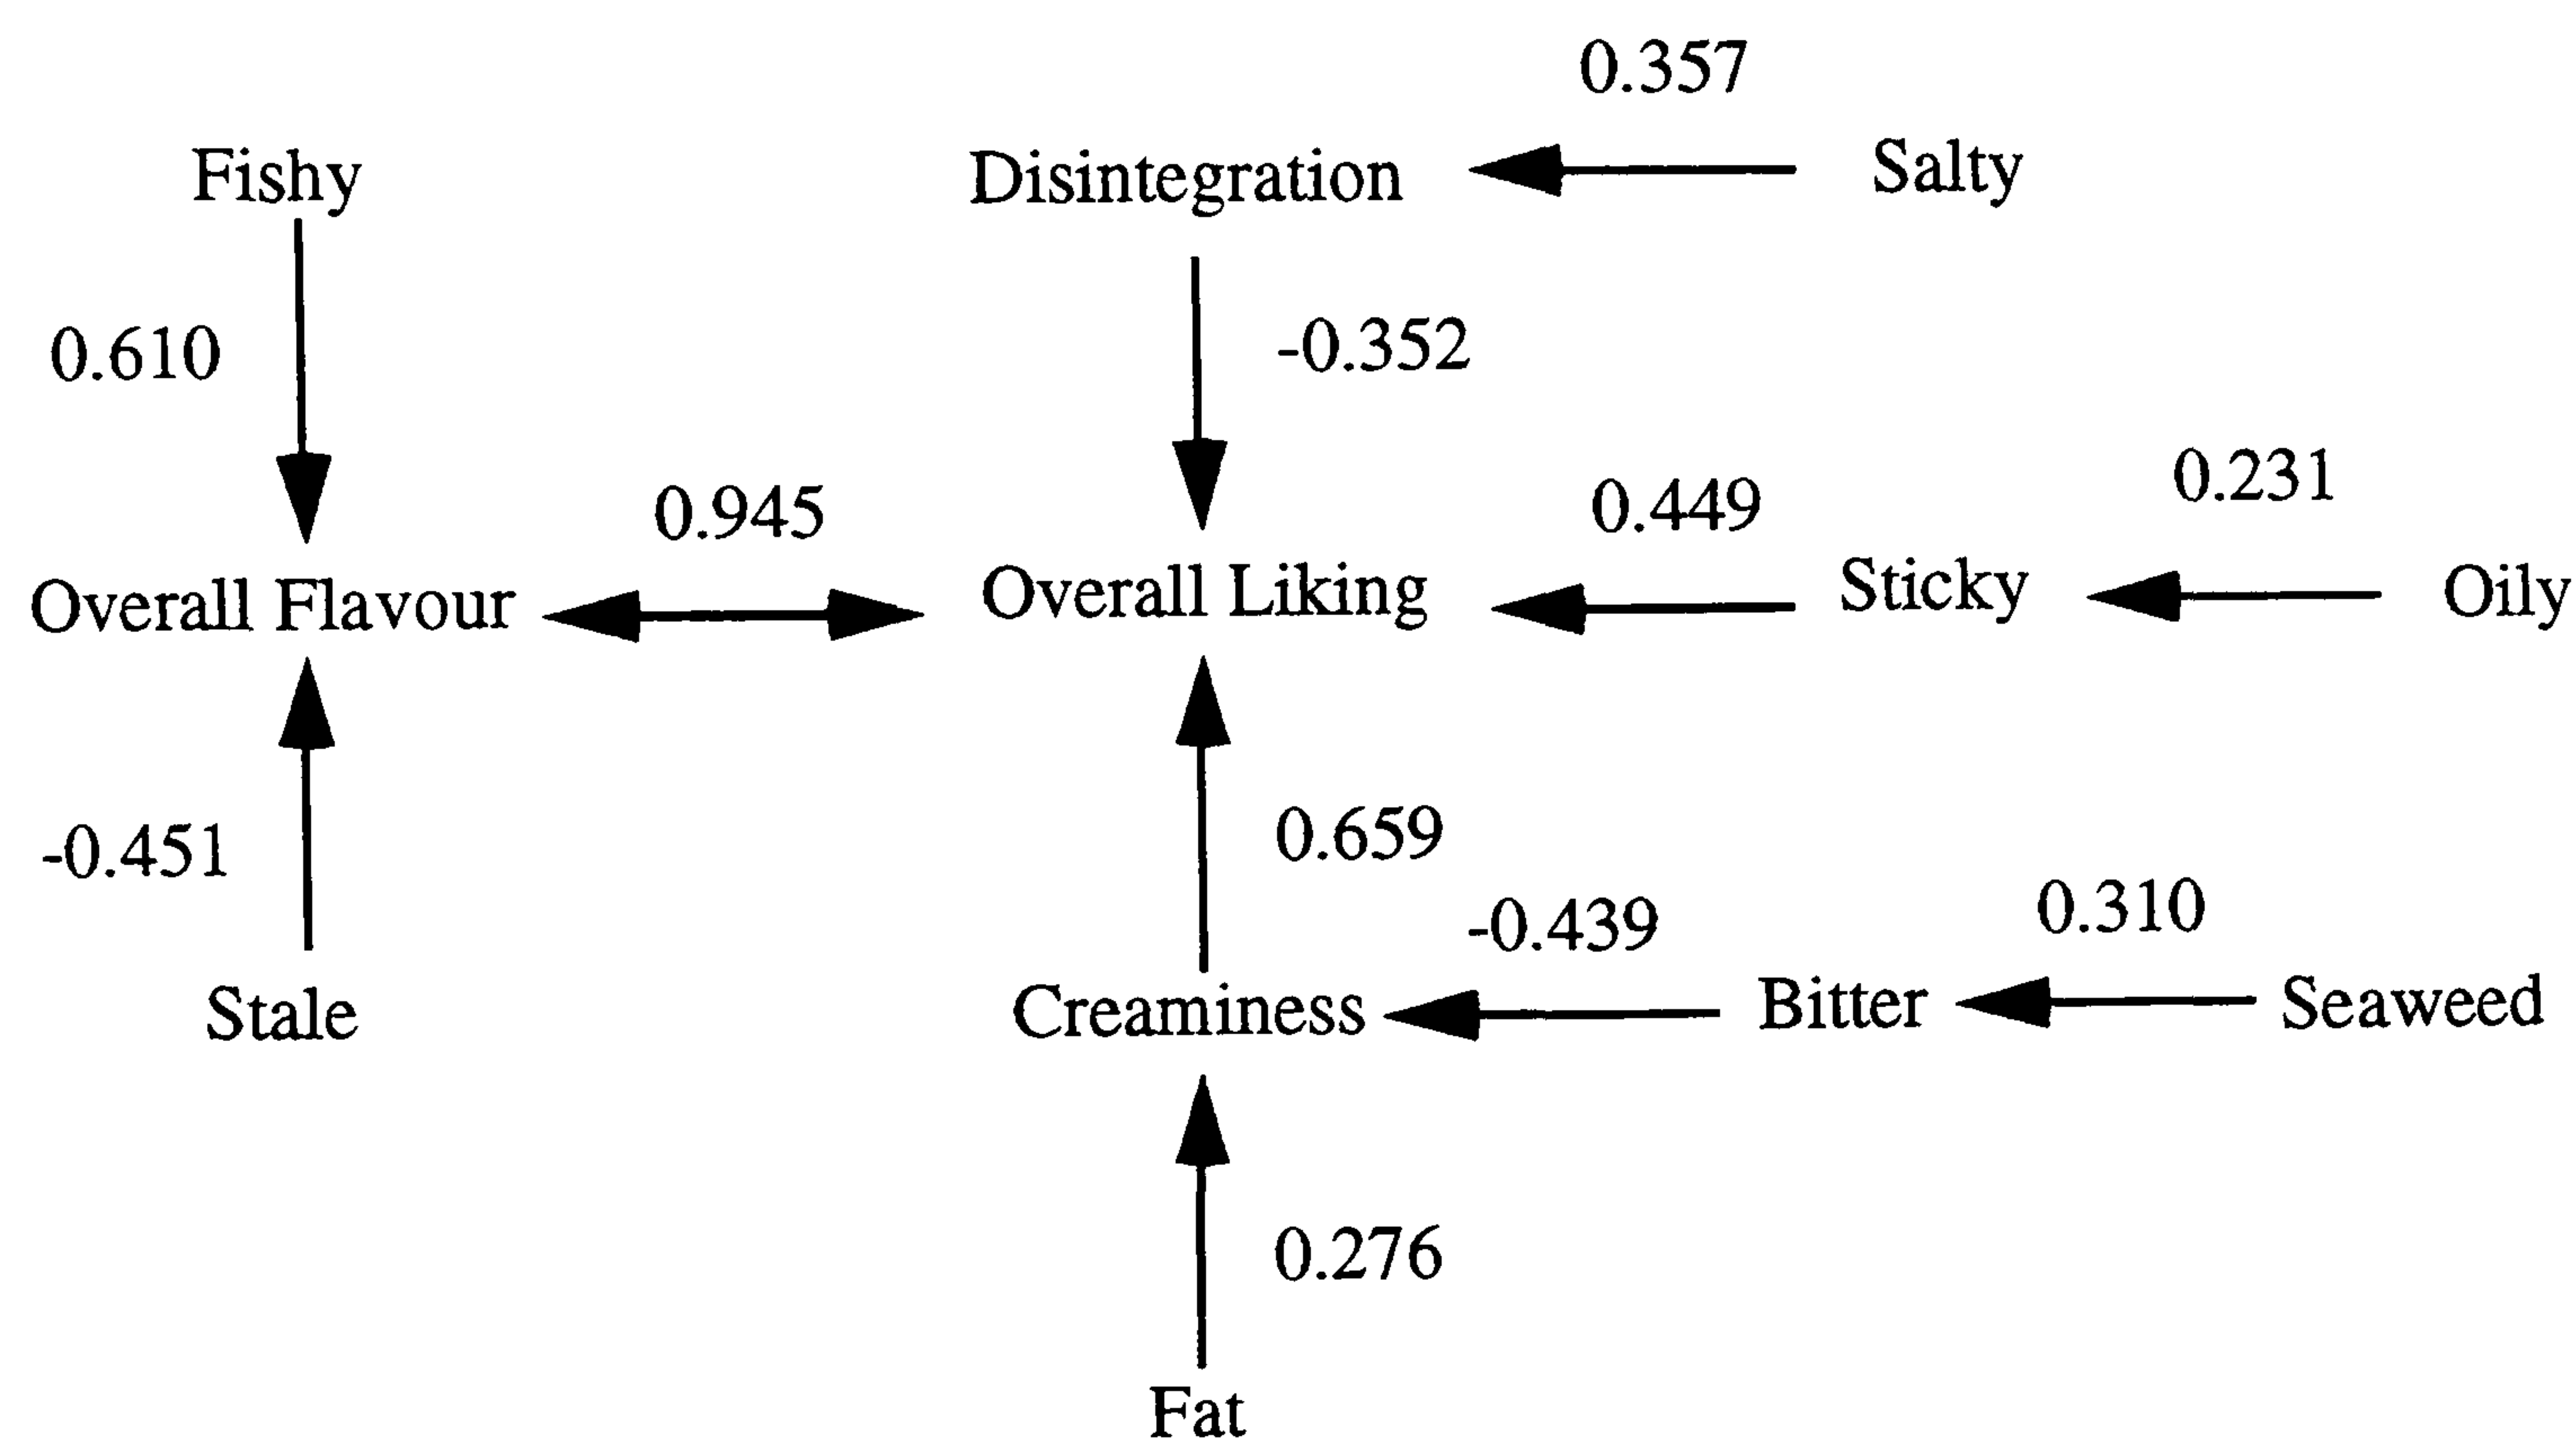 0.357
Fishy
Disintegration
Salty
0.610
-0.352
0.945
0.449
0.231
Overall Flavour
Overall Liking
Sticky
Oily
-0.451
0.659
-0.439
0.310
Stale
Creaminess
Bitter
Seaweed
0.276
Fat